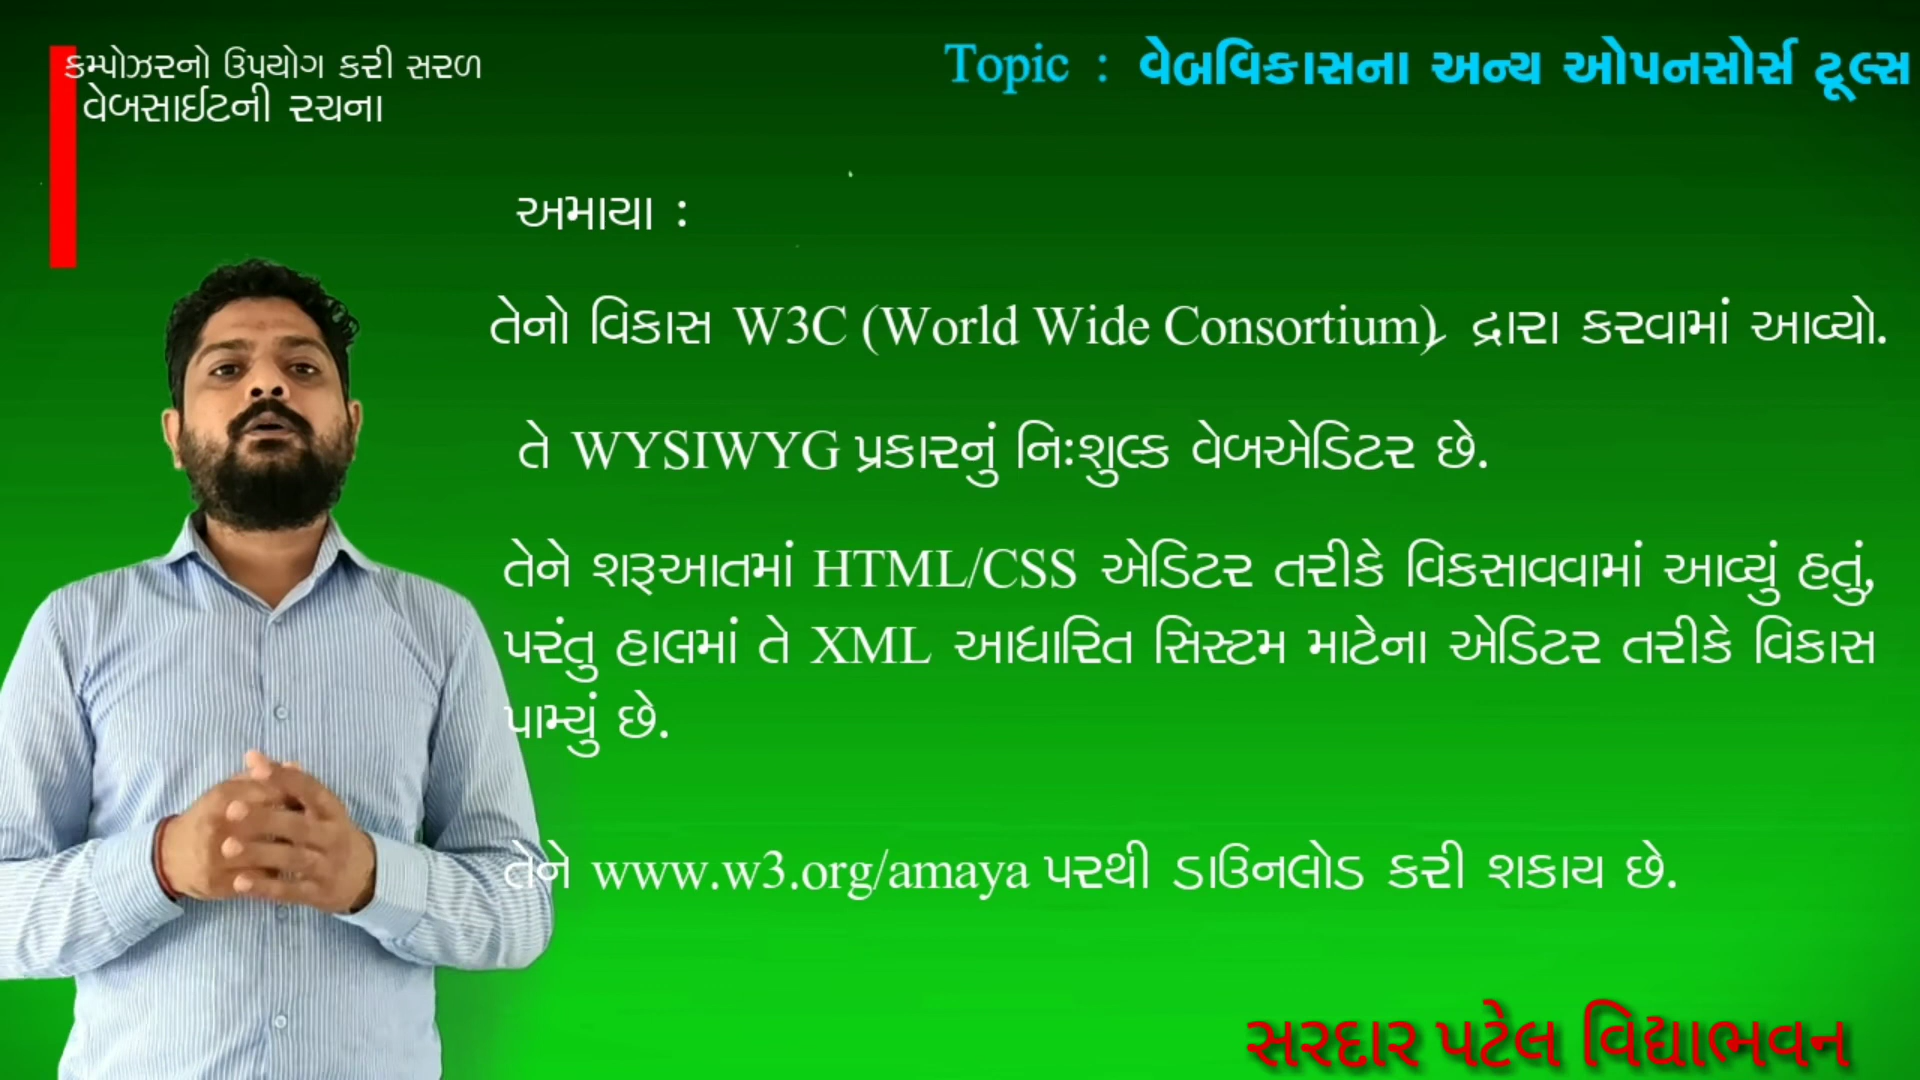 કમ્પોઝરનો ઉપયોગ કરી સરળ
વેબસાઈટની રચના
Topic : વેબવિકાસના અન્ય ઓપનસોર્સ ટૂલ્સ
અમાયા :
તેનો વિકાસ W3C (World Wide Consortium) દ્વારા કરવામાં આવ્યો.
તે WYSIWYG પ્રકારનું નિઃશુલ્ક વેબએડિટર છે.
તેને શરૂઆતમાં HTML/CSS એડિટર તરીકે વિકસાવવામાં આવ્યું હતું,
પરંતુ હાલમાં તે XML આધારિત સિસ્ટમ માટેના એડિટર તરીકે વિકાસ
પામ્યું છે.
તેને www.w3.org/amaya પરથી ડાઉનલોડ કરી શકાય છે.
સરદાર પટેલ વિદ્યાભવન